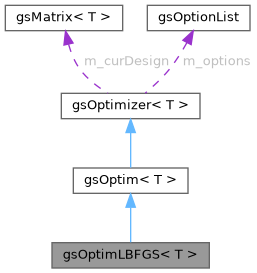 gsMatrix< T >
gsOptionList
m_curDesign
m_options
gsOptimizer< T >
gsOptim< T >
gsOptimLBFGS< T >